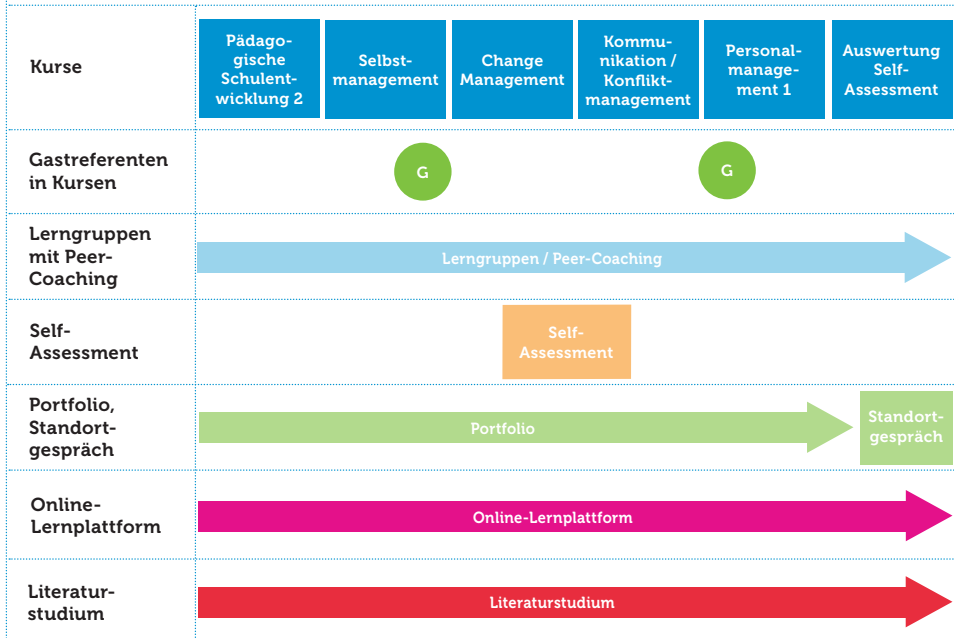 Kurse
Pädago-
gische
Schulent-
wicklung 2
Selbst-
management
Change
Management
Kommu-
nikation /
Konflikt-
management
Personal-
manage-
ment 1
Auswertung
Self-
Assessment
Gastreferenten
in Kursen
G
G
Lerngruppen
mit Peer-
Coaching
Lerngruppen / Peer-Coaching
Self-
Assessment
Self-
Assessment
Portfolio,
Standort-
gespräch
Portfolio
Standort-
gespräch
Online-
Lernplattform
Online-Lernplattform
Literatur-
studium
Literaturstudium